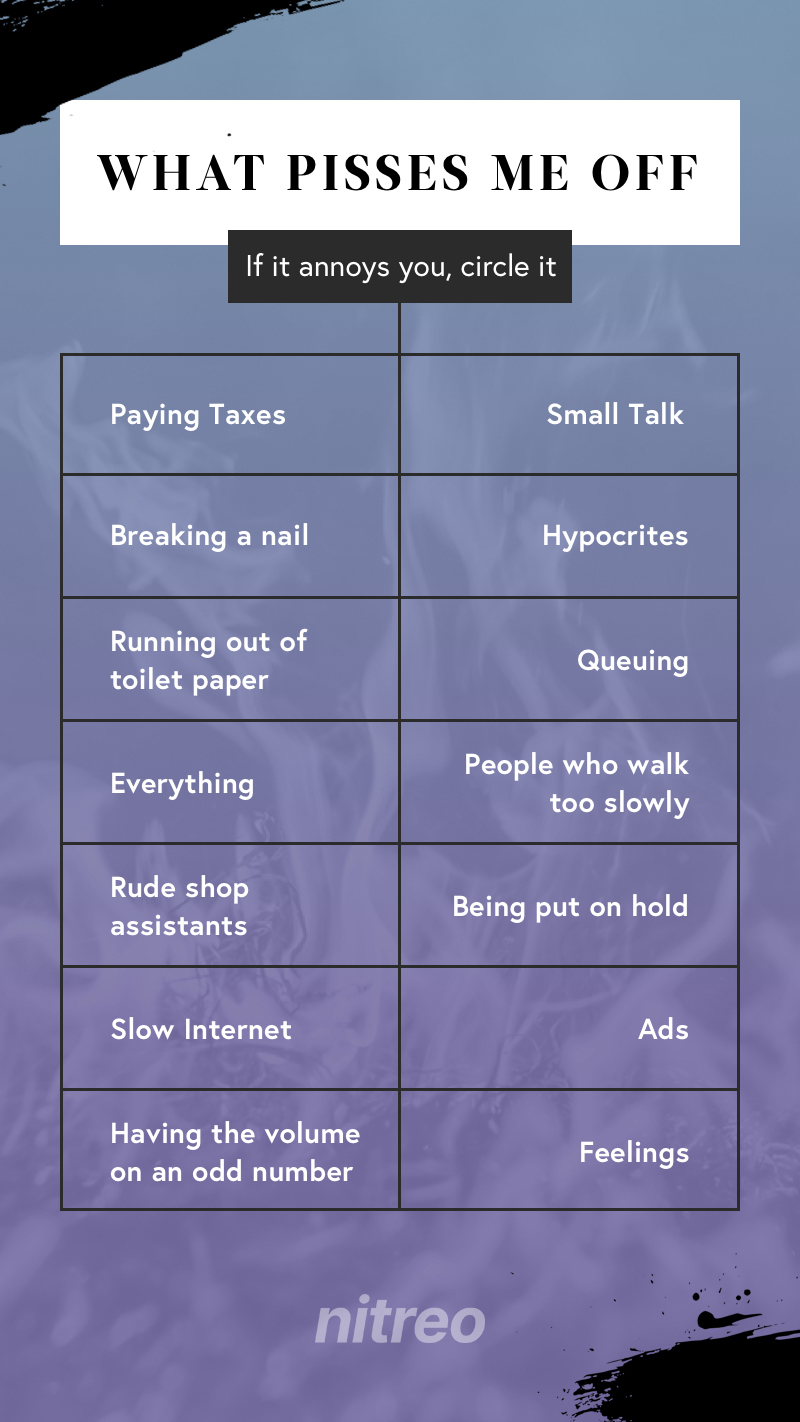 WHAT PISSES ME OFF
If it annoys you, circle it
Paying Taxes
Small Talk
Breaking a nail
Hypocrites
Running out of
toilet paper
Queuing
Everything
People who walk
too slowly
Rude shop
assistants
Being put on hold
Slow Internet
Ads
Having the volume
on an odd number
Feelings
nitreo